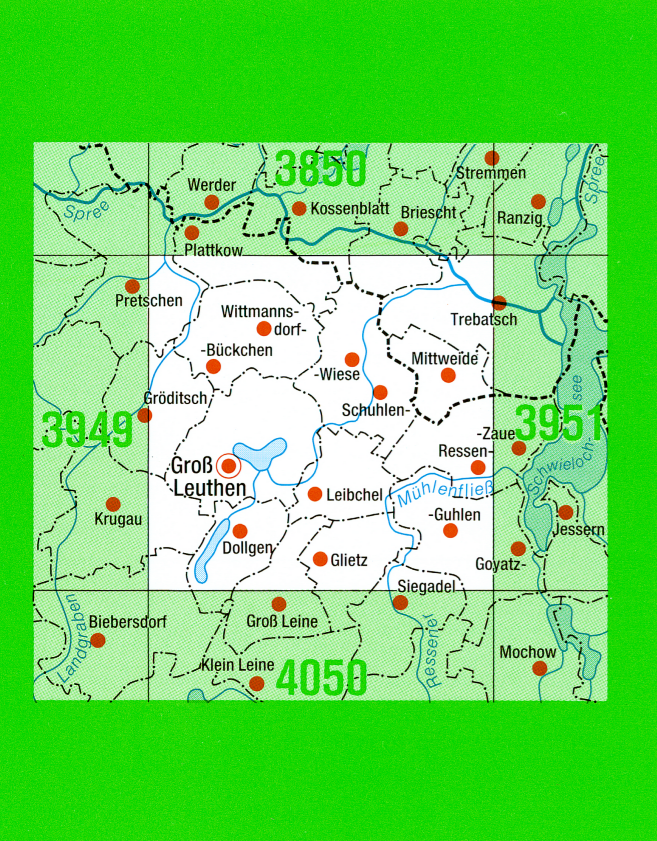 3850
Stremmen
Spree
Werder
Spree
Kossenblatt
Briescht
Ranzig
Plattkow
Pretschen
Wittmanns-
dorf-
Trebatsch
-Bückchen
-Wiese
Mittweide
Gröditsch
Schuhlen-
see
3949
3951
-Zaue
Ressen-
Groß
Leuthen
Schwieloch-
Leibchel
Mühlenfließ
Krugau
-Guhlen
Jessern
Dollgen
Glietz
Goyatz-
Siegadel
Biebersdorf
Groß Leine
Landgraben
Ressener
Klein Leine
Mochow
4050